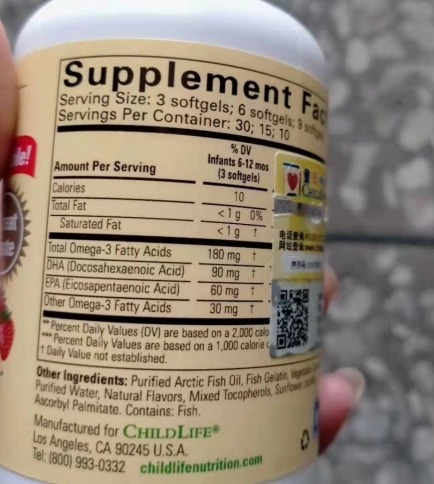 Supplement Fac
Serving Size: 3 softgels; 6 softgels; 9 softgels
Servings Per Container: 30; 15; 10
% DV
Infants 6-12 mos
(3 softgels)
Amount Per Serving
Calories 10
Total Fat <1 g 0%
Saturated Fat <1 g †
Total Omega-3 Fatty Acids 180 mg †
DHA (Docosahexaenoic Acid) 90 mg †
EPA (Eicosapentaenoic Acid) 60 mg †
Other Omega-3 Fatty Acids 30 mg †
**Percent Daily Values (DV) are based on a 2,000 calo
***Percent Daily Values are based on a 1,000 calorie
† Daily Value not established.
Other Ingredients: Purified Arctic Fish Oil, Fish Gelatin,
Purified Water, Natural Flavors, Mixed Tocopherols, Sunflower
Ascorbyl Palmitate. Contains: Fish.
Manufactured for CHILDLIFE®
Los Angeles, CA 90245 U.S.A.
Tel: (800) 993-0332 childlifenutrition.com